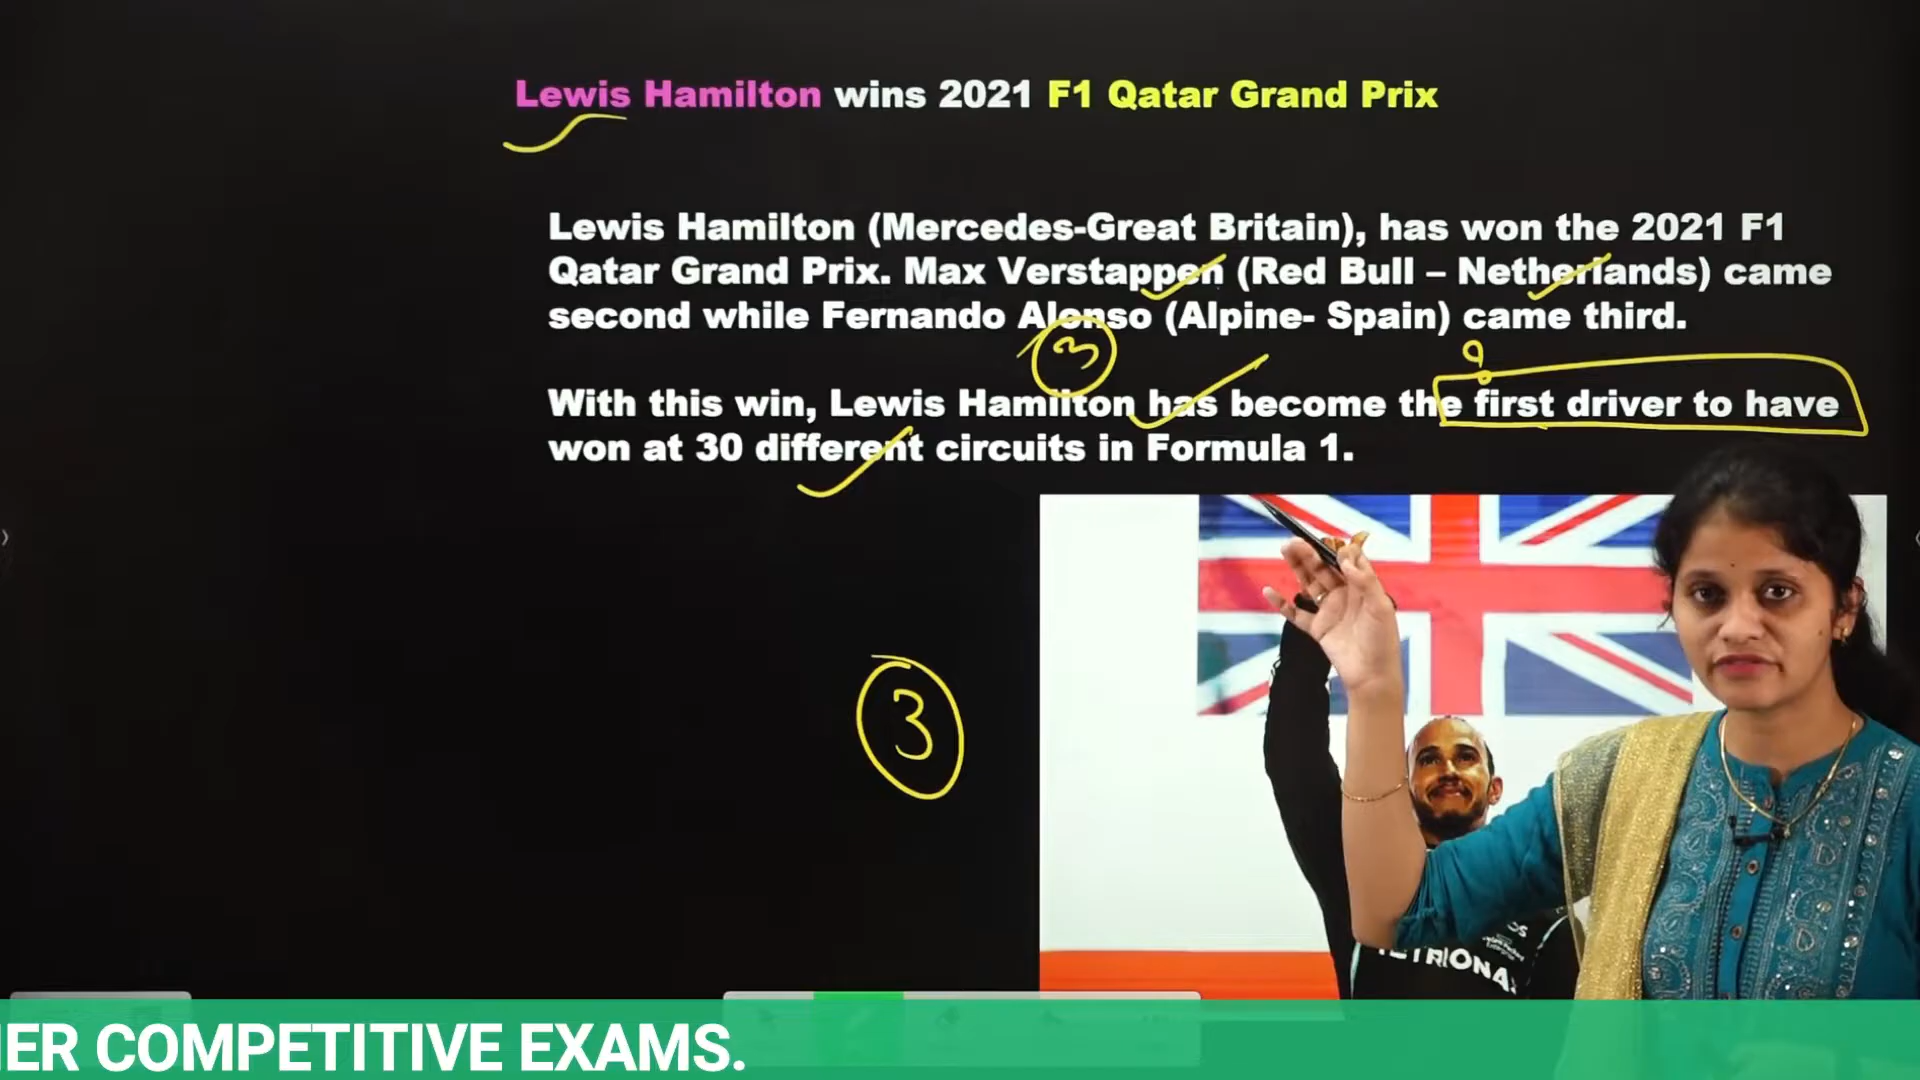 Lewis Hamilton wins 2021 F1 Qatar Grand Prix
Lewis Hamilton (Mercedes-Great Britain), has won the 2021 F1
Qatar Grand Prix. Max Verstappen (Red Bull – Netherlands) came
second while Fernando Alonso (Alpine- Spain) came third.
3
With this win, Lewis Hamilton has become the first driver to have
won at 30 different circuits in Formula 1.
3
ETRONA
IER COMPETITIVE EXAMS.